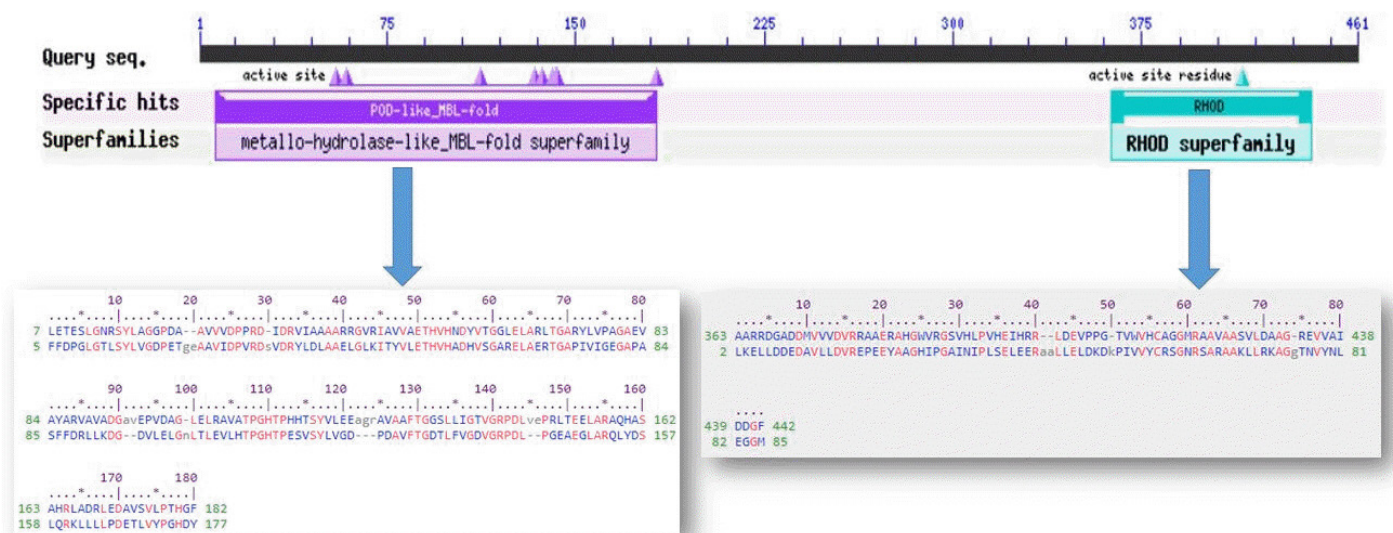 1 75 150 225 300 375 461
Query seq.
active site
active site residue
Specific hits
POD-like_MBL-fold
RHOD
Superfamilies
metallo-hydrolase-like_MBL-fold superfamily
RHOD superfamily
10 20 30 40 50 60 70 80
....*....|....*....|....*....|....*....|....*....|....*....|....*....|....*....|
7 LETESLGNRSYLAGGPDA--AVVVDPPRD-IDRVIAAAARRGVRIAVVAETHVHNDYVTGGLELARLTGARYLVPAGAEV 83
5 FFDPGLGTLSYLVGDPETgeAAVIDPVRDsVDRYLDLAAELGLKITYVLETHVHADHVSGARELAERTGAPIVIGEGAPA 84
90 100 110 120 130 140 150 160
....*....|....*....|....*....|....*....|....*....|....*....|....*....|....*....|
84 AYARVAVADGavEPVDAG-LELRAVATPGHTPHHTSYVLEEagrAVAAFTGGSLLIGTVGRPDLvePRLTEELARAQHAS 162
85 SFFDRLLKDG--DVLELGnLTLEVLHTPGHTPESVSYLVGD---PDAVFTGDTLFVGDVGRPDL--PGEAEGLARQLYDS 157
170 180
....*....|....*....|
163 AHRLADRLEDAVSVLPTHGF 182
158 LQRKLLLLPDETLVYPGHDY 177
10 20 30 40 50 60 70 80
....*....|....*....|....*....|....*....|....*....|....*....|....*....|....*....|
363 AARRDGADDMVVVDVRRAAERAHGWVRGSVHLPVHEIHRR--LDEVPPG-TVWVHCAGGMRAAVAASVLDAAG-REVVAI 438
2 LKELLDDEDAVLLDVREPEEYAAGHIPGAINIPLSELEERaaLLELDKDkPIVVYCRSGNRSARAAKLLRKAGgTNVYNL 81
....
439 DDGF 442
82 EGGM 85